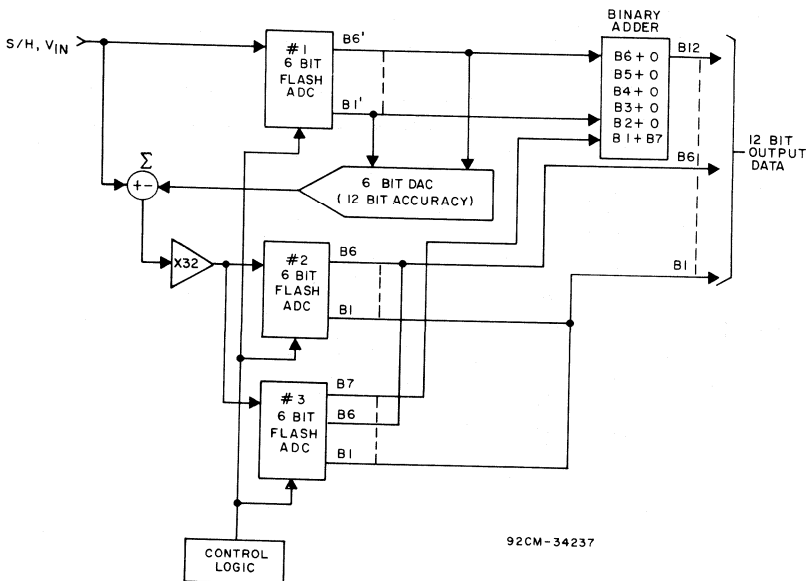 S/H, VIN
#1
6 BIT
FLASH
ADC
B6'
B1'
BINARY
ADDER
B6+0
B5+0
B4+0
B3+0
B2+0
B1+B7
B12
B6
B1
12 BIT
OUTPUT
DATA
Σ
+-
6 BIT DAC
(12 BIT ACCURACY)
X32
#2
6 BIT
FLASH
ADC
B6
B1
#3
6 BIT
FLASH
ADC
B7
B6
B1
CONTROL
LOGIC
92CM-34237